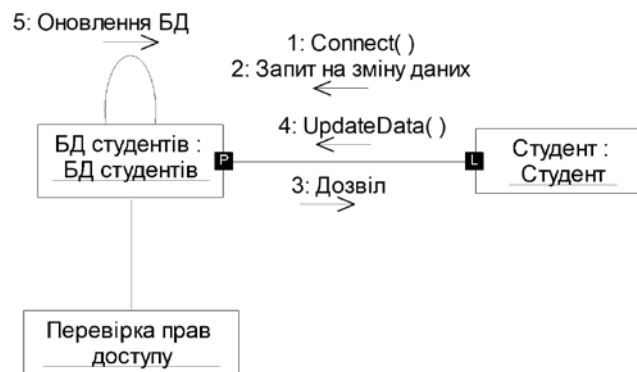 5: Оновлення БД
1: Connect( )
2: Запит на зміну даних
4: UpdateData( )
БД студентів :
БД студентів
P
L
Студент :
Студент
3: Дозвіл
Перевірка прав
доступу